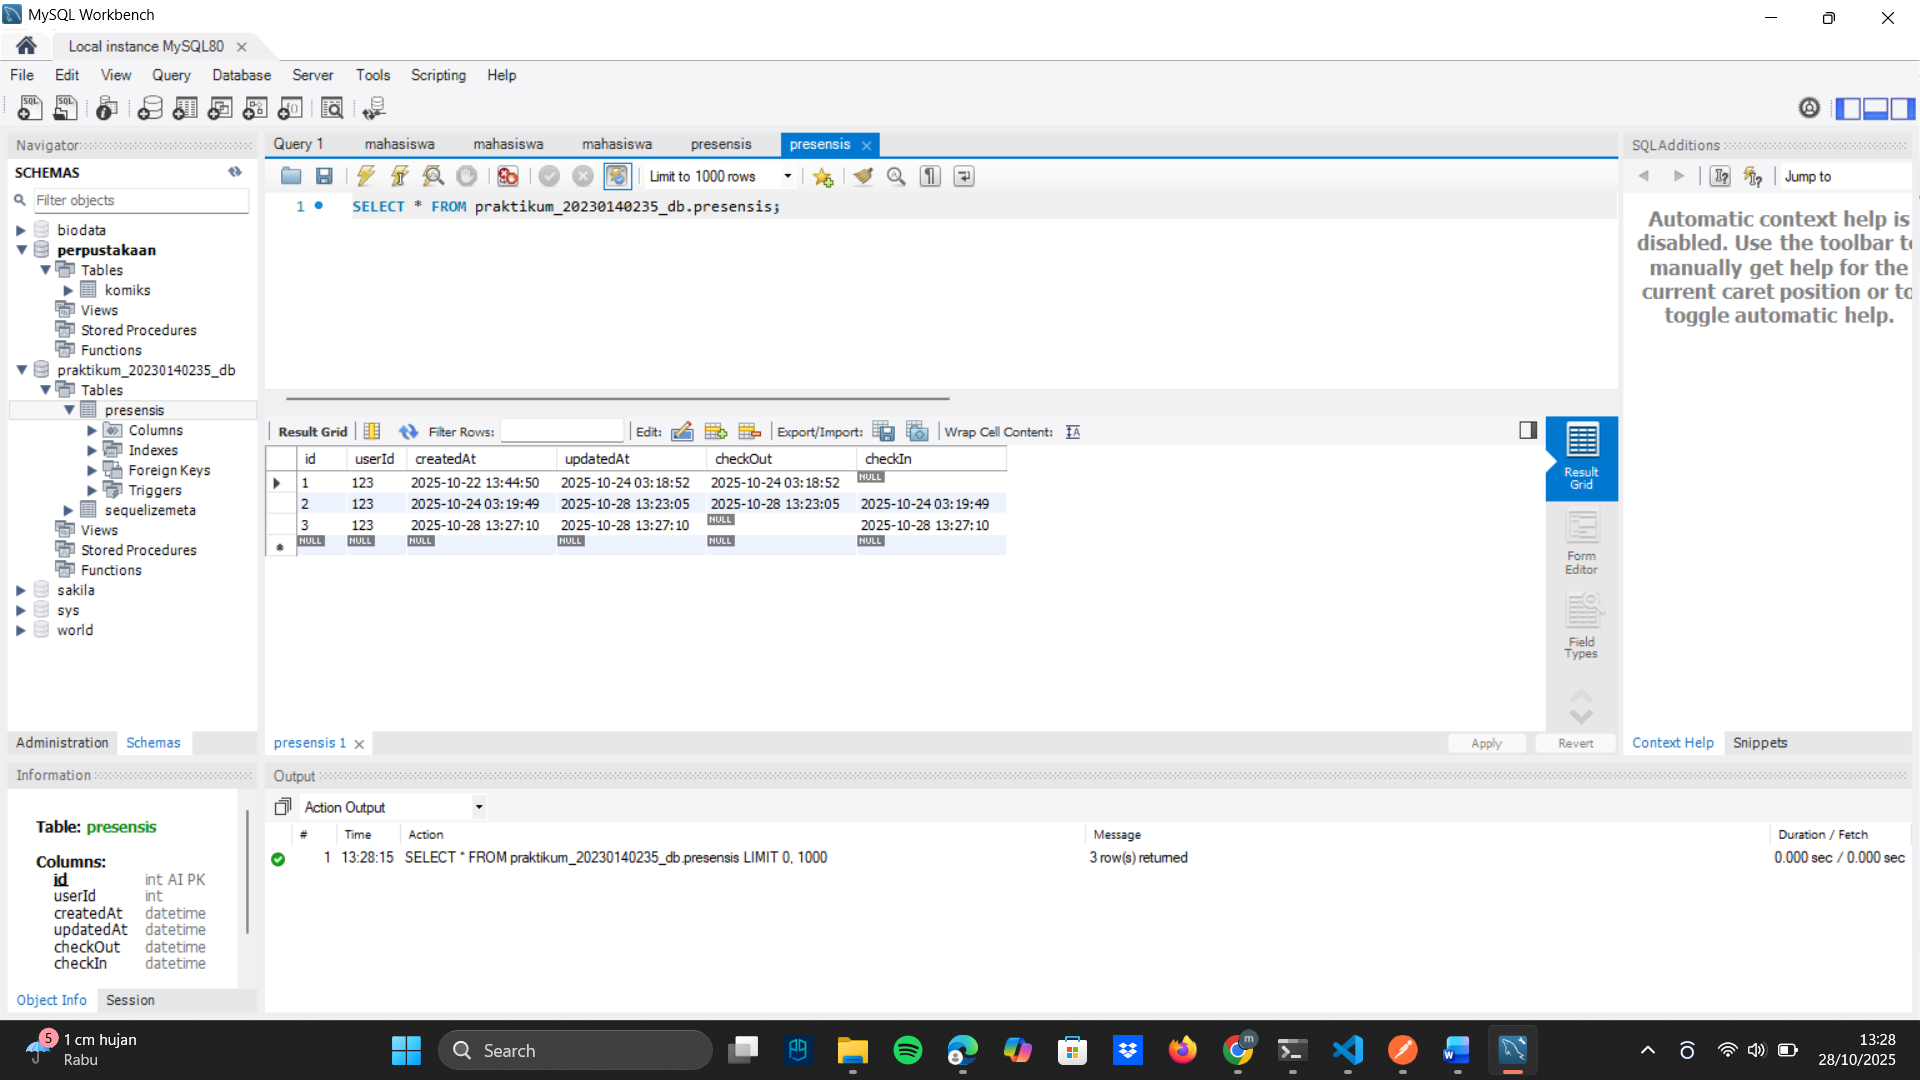 MySQL Workbench
Local instance MySQL80
File Edit View Query Database Server Tools Scripting Help
Navigator
SCHEMAS
Filter objects
biodata
perpustakaan
Tables
komiks
Views
Stored Procedures
Functions
praktikum_20230140235_db
Tables
presensis
Columns
Indexes
Foreign Keys
Triggers
sequelizemeta
Views
Stored Procedures
Functions
sakila
sys
world
Administration Schemas
Information
Table: presensis
Columns:
id int AI PK
userId int
createdAt datetime
updatedAt datetime
checkOut datetime
checkIn datetime
Object Info Session
Query 1 mahasiswa mahasiswa mahasiswa presensis presensis
Limit to 1000 rows
1 SELECT * FROM praktikum_20230140235_db.presensis;
Result Grid Filter Rows: Edit: Export/Import: Wrap Cell Content:
id userId createdAt updatedAt checkOut checkIn
1 123 2025-10-22 13:44:50 2025-10-24 03:18:52 2025-10-24 03:18:52 NULL
2 123 2025-10-24 03:19:49 2025-10-28 13:23:05 2025-10-28 13:23:05 2025-10-24 03:19:49
3 123 2025-10-28 13:27:10 2025-10-28 13:27:10 NULL 2025-10-28 13:27:10
NULL NULL NULL NULL NULL NULL
Result
Grid
Form
Editor
Field
Types
presensis 1
Apply Revert
SQLAdditions
Jump to
Automatic context help is
disabled. Use the toolbar to
manually get help for the
current caret position or to
toggle automatic help.
Context Help Snippets
Output
Action Output
# Time Action Message Duration / Fetch
1 13:28:15 SELECT * FROM praktikum_20230140235_db.presensis LIMIT 0, 1000 3 row(s) returned 0.000 sec / 0.000 sec
5
1 cm hujan
Rabu
Search
m
13:28
28/10/2025